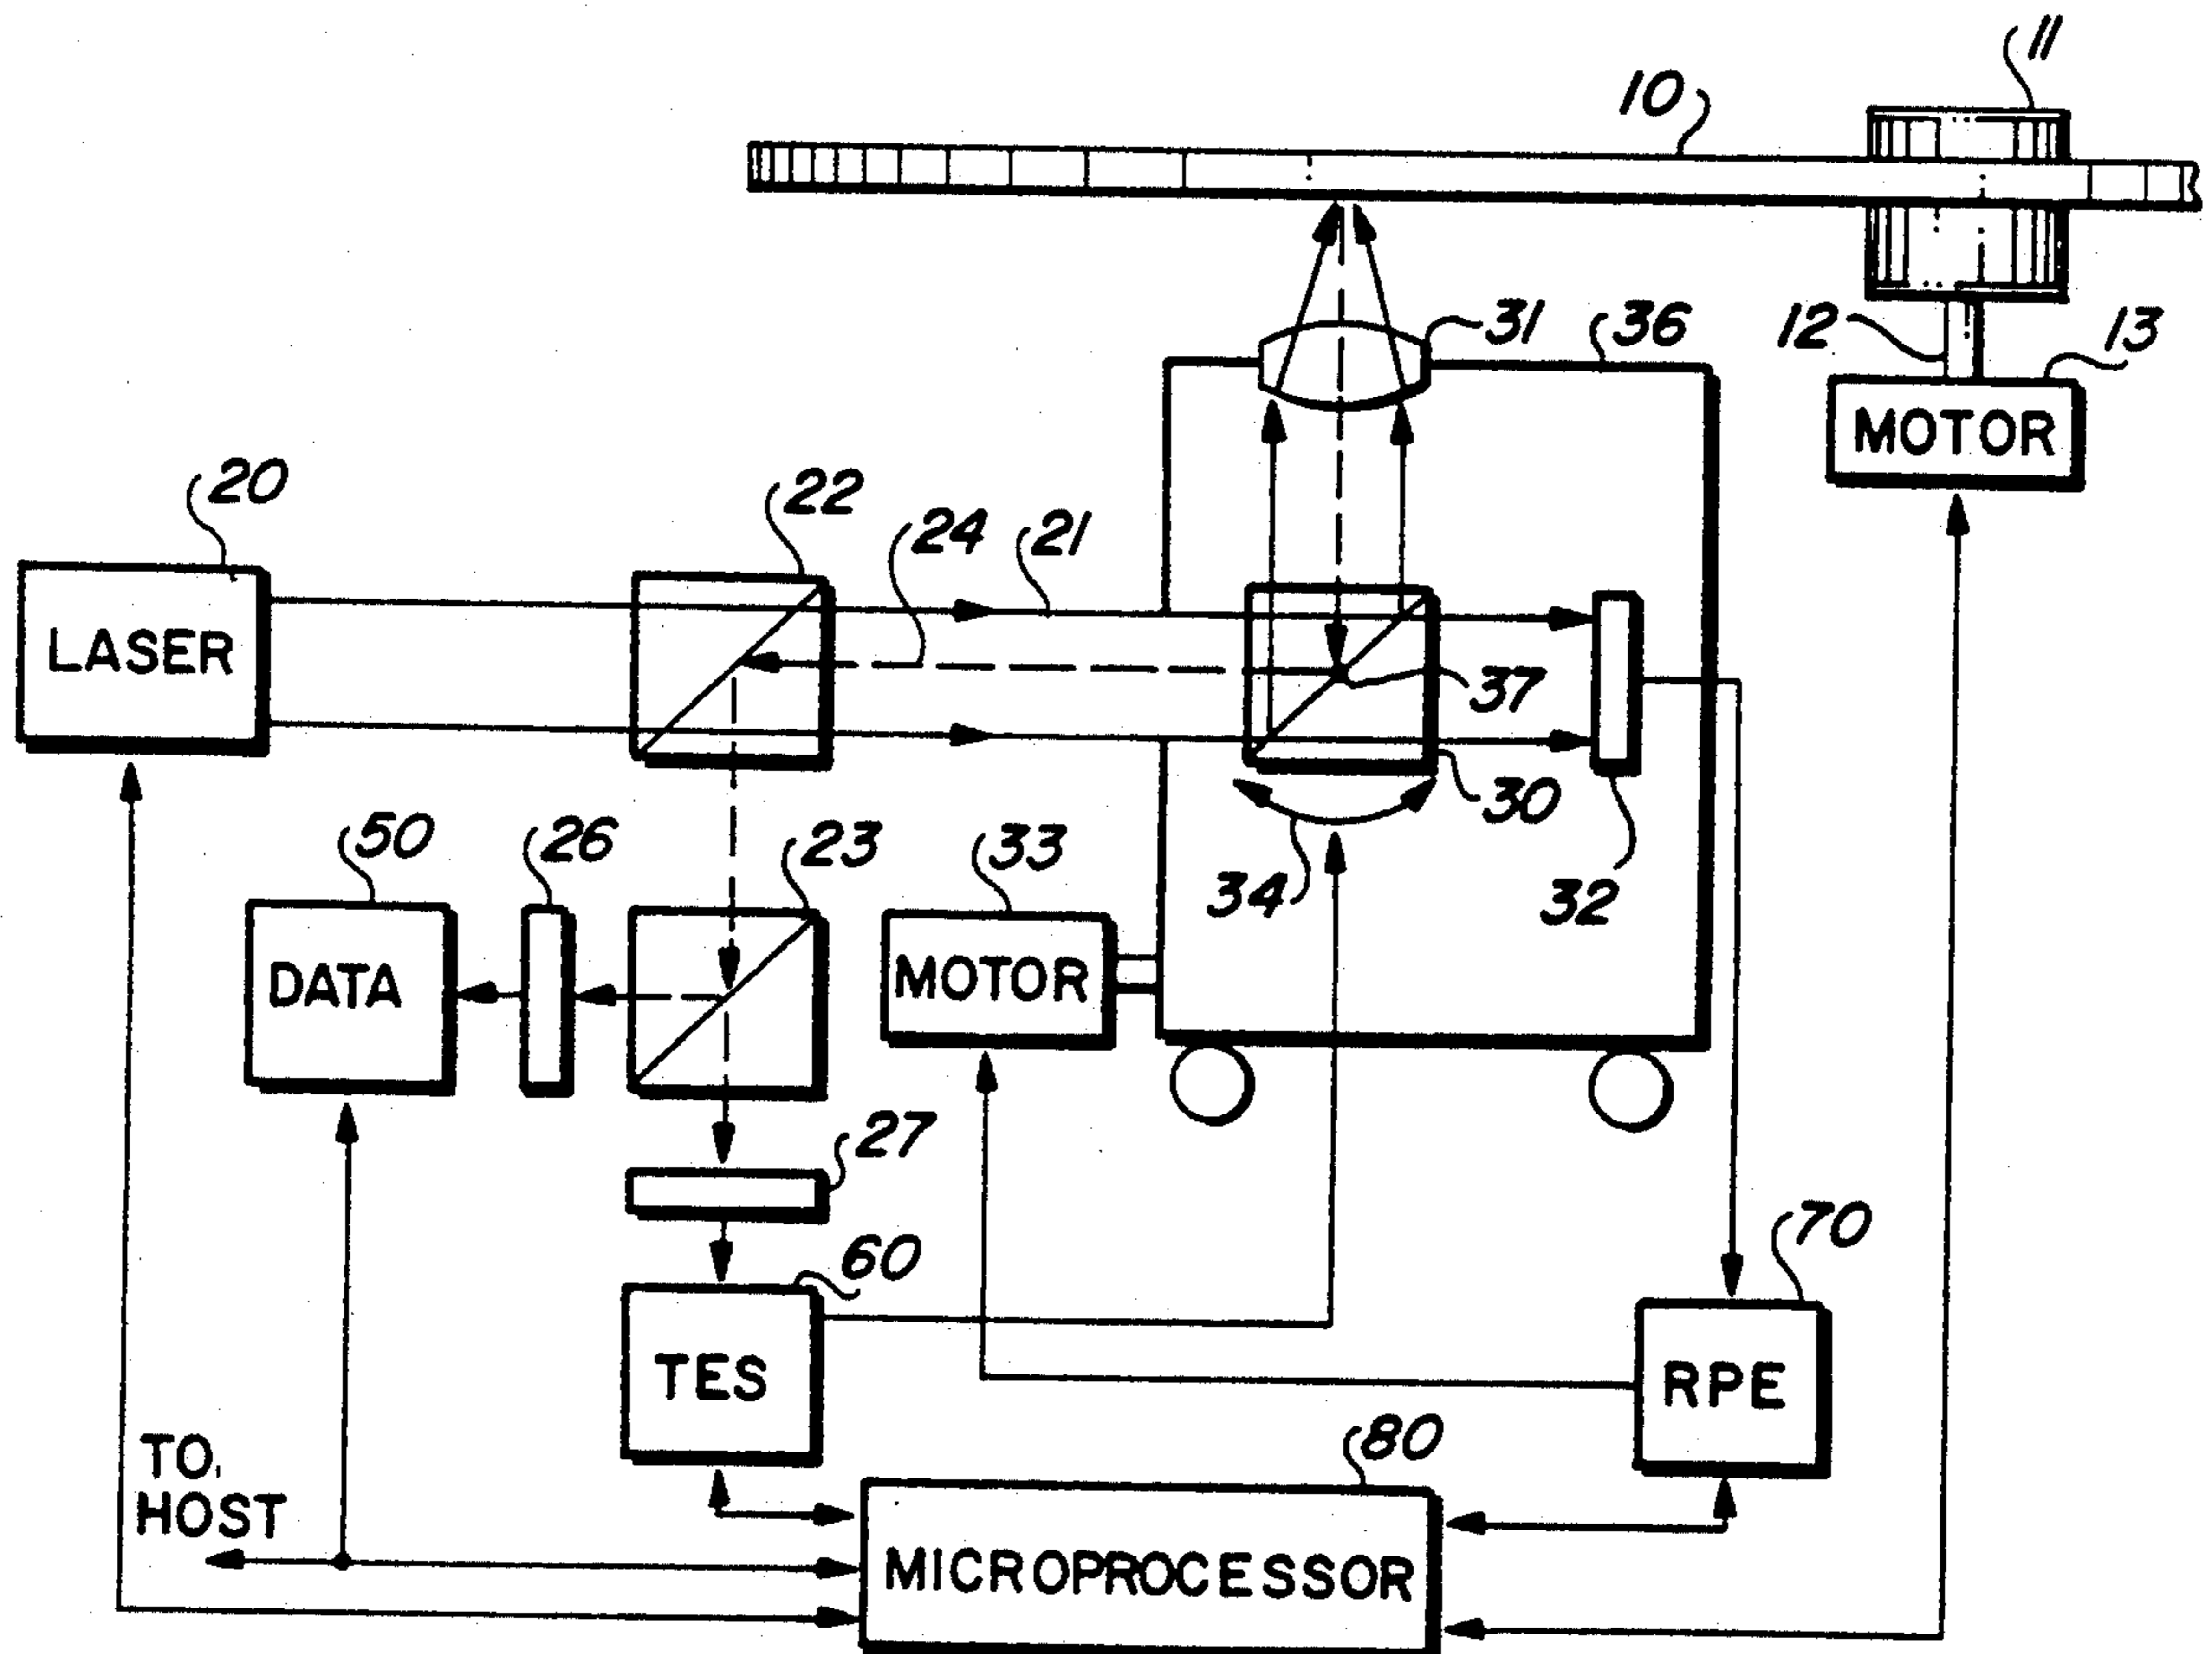 11
10
31
36
12
13
MOTOR
20
22
24
21
LASER
37
30
50
26
23
33
34
32
DATA
MOTOR
27
60
70
TES
RPE
80
TO
HOST
MICROPROCESSOR